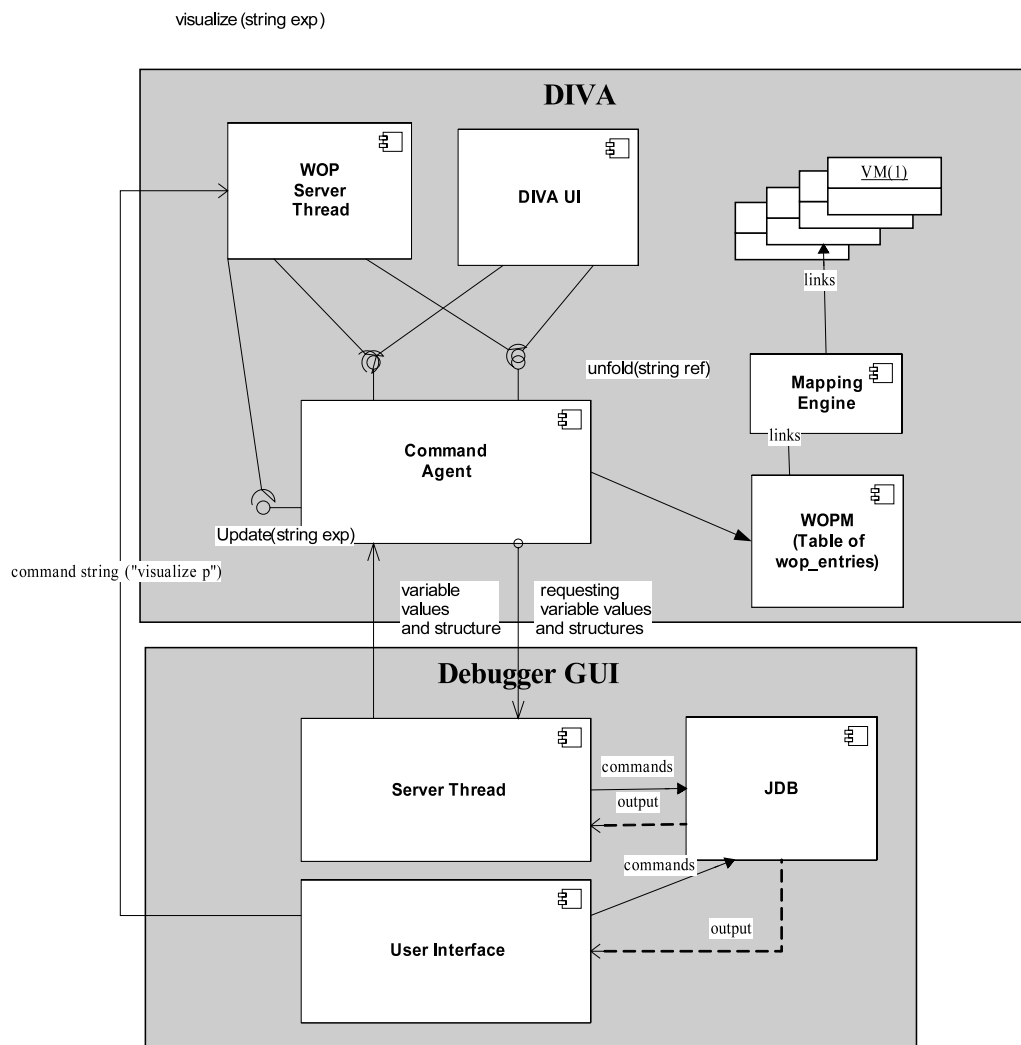 visualize (string exp)
DIVA
WOP
Server
Thread
DIVA UI
VM(1)
links
unfold(string ref)
Mapping
Engine
links
Command
Agent
WOPM
(Table of
wop_entries)
Update(string exp)
command string ("visualize p")
variable
values
and structure
requesting
variable values
and structures
Debugger GUI
Server Thread
commands
output
JDB
commands
User Interface
output